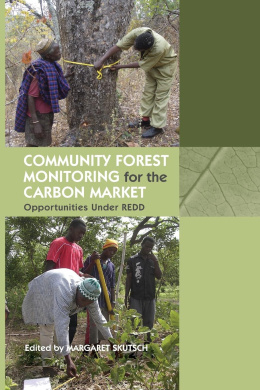 COMMUNITY FOREST
MONITORING for the
CARBON MARKET
Opportunities Under REDD
Edited by MARGARET SKUTSCH